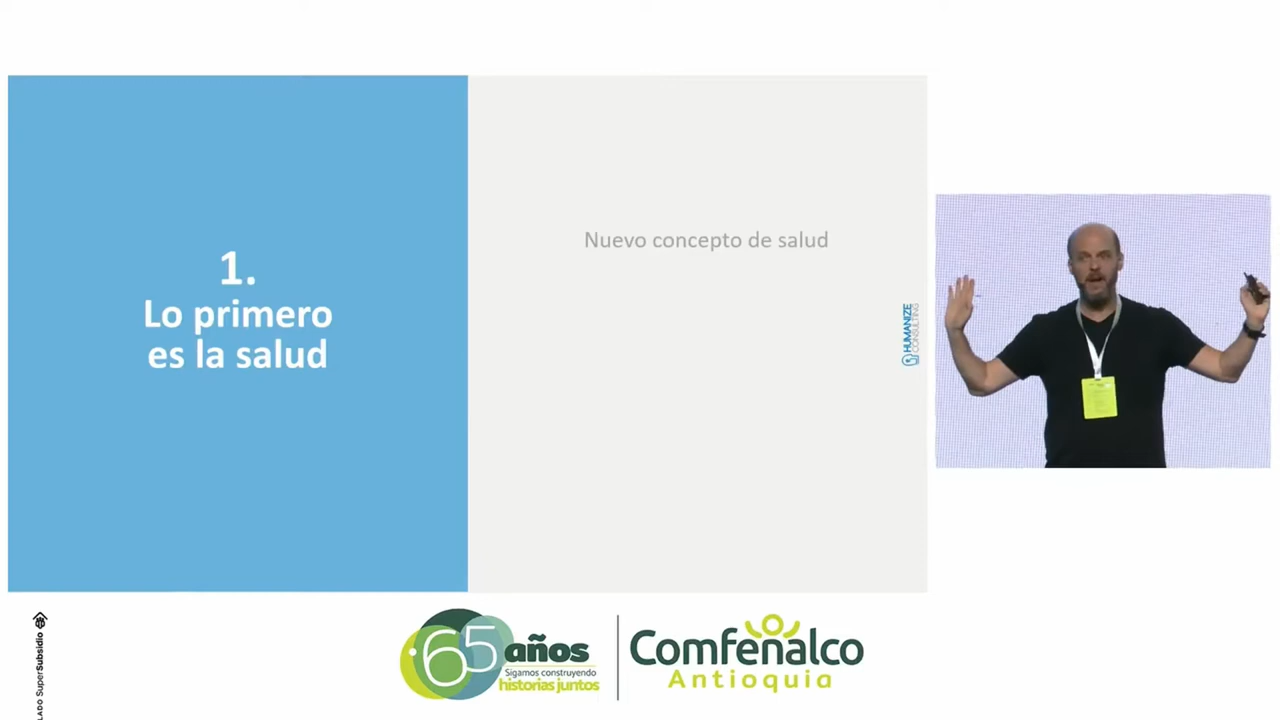 1.
Lo primero
es la salud
Nuevo concepto de salud
HUMANIZE
CONSULTING
65 años
Sigamos construyendo
historias juntos
Comfenalco
Antioquia
LADO SuperSubsidio